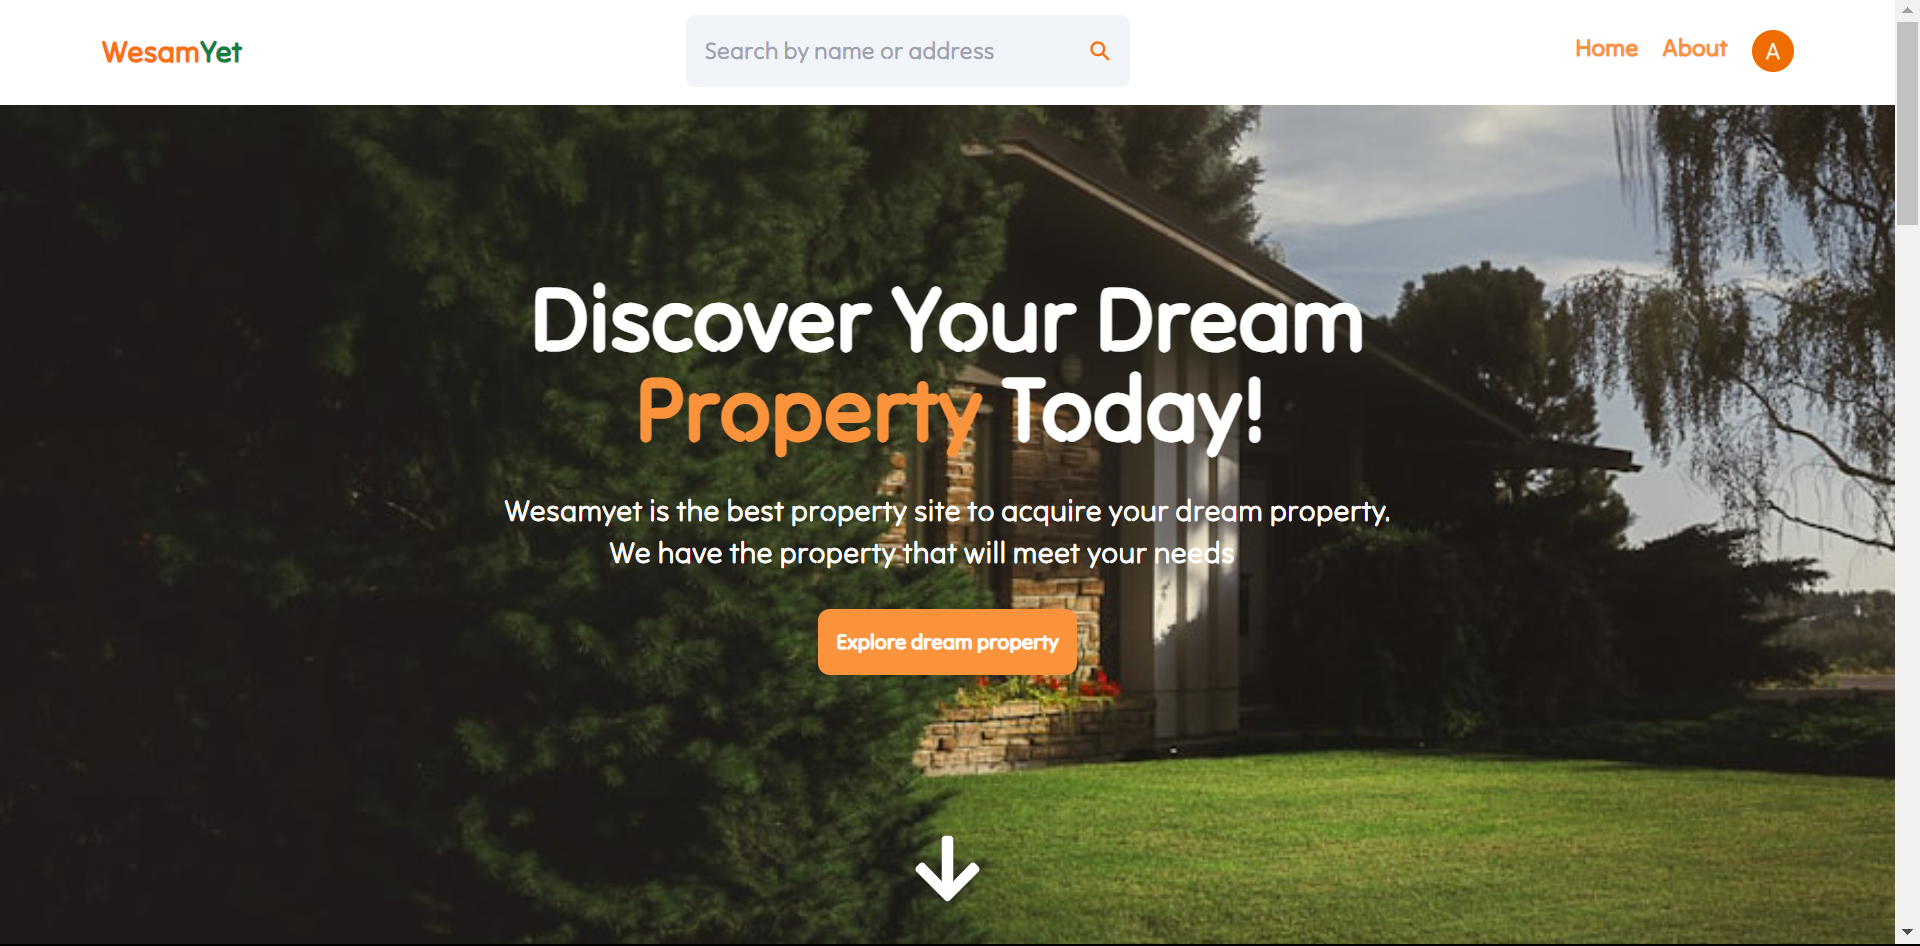 WesamYet
Search by name or address
Home
About
A
Discover Your Dream
Property Today!
Wesamyet is the best property site to acquire your dream property.
We have the property that will meet your needs
Explore dream property